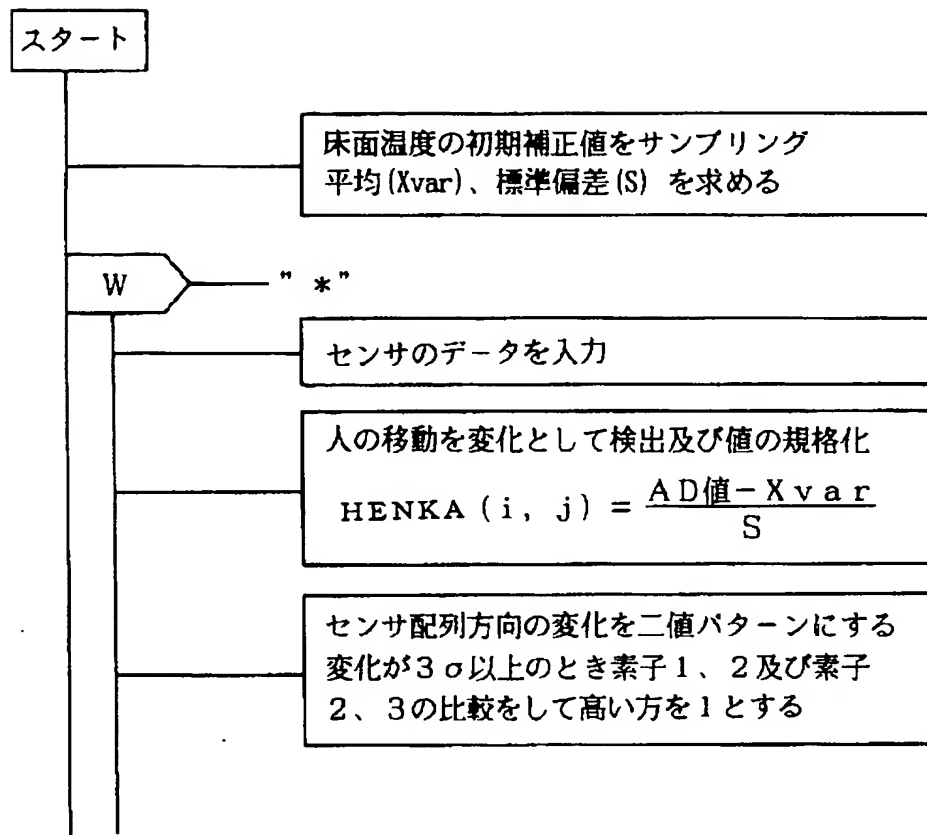 スタート
床面温度の初期補正値をサンプリング
平均(Xvar)、標準偏差(S) を求める
W
" * "
センサのデータを入力
人の移動を変化として検出及び値の規格化
HENKA (i, j) = AD値-Xvar
S
センサ配列方向の変化を二値パターンにする
変化が3σ以上のとき素子1、2及び素子
2、3の比較をして高い方を1とする